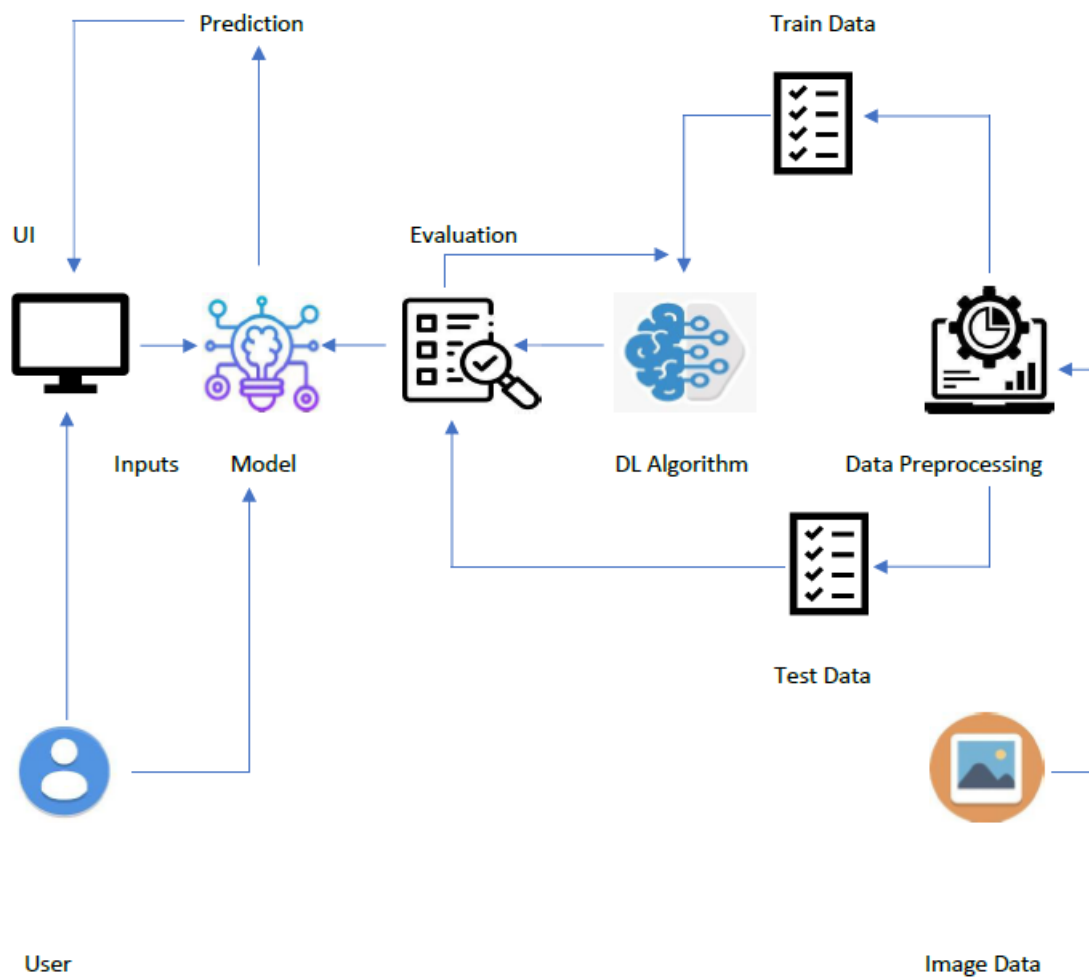 Prediction
Train Data
UI
Evaluation
Inputs
Model
DL Algorithm
Data Preprocessing
Test Data
User
Image Data